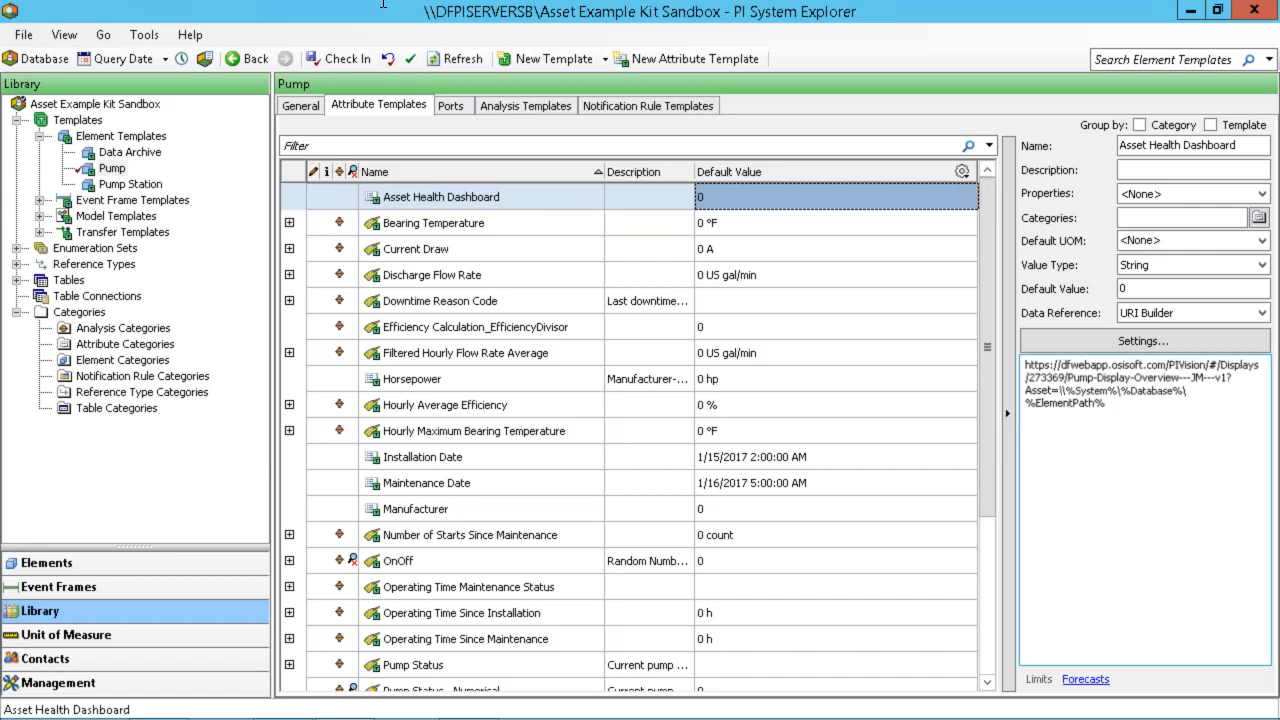 \\DFPISERVERSB\Asset Example Kit Sandbox - PI System Explorer
File View Go Tools Help
Database Query Date Back Check In Refresh New Template New Attribute Template Search Element Templates
Library
Asset Example Kit Sandbox
Templates
Element Templates
Data Archive
Pump
Pump Station
Event Frame Templates
Model Templates
Transfer Templates
Enumeration Sets
Reference Types
Tables
Table Connections
Categories
Analysis Categories
Attribute Categories
Element Categories
Notification Rule Categories
Reference Type Categories
Table Categories
Elements
Event Frames
Library
Unit of Measure
Contacts
Management
Pump
General Attribute Templates Ports Analysis Templates Notification Rule Templates
Group by: Category Template
Filter
Name Description Default Value
Asset Health Dashboard 0
Bearing Temperature 0 °F
Current Draw 0 A
Discharge Flow Rate 0 US gal/min
Downtime Reason Code Last downtime...
Efficiency Calculation_EfficiencyDivisor 0
Filtered Hourly Flow Rate Average 0 US gal/min
Horsepower Manufacturer-... 0 hp
Hourly Average Efficiency 0 %
Hourly Maximum Bearing Temperature 0 °F
Installation Date 1/15/2017 2:00:00 AM
Maintenance Date 1/16/2017 5:00:00 AM
Manufacturer 0
Number of Starts Since Maintenance 0 count
OnOff Random Numb... 0
Operating Time Maintenance Status
Operating Time Since Installation 0 h
Operating Time Since Maintenance 0 h
Pump Status Current pump ...
Pump Status - Numerical Current pump 0
Name: Asset Health Dashboard
Description:
Properties: <None>
Categories:
Default UOM: <None>
Value Type: String
Default Value: 0
Data Reference: URI Builder
Settings...
https://dfwebapp.osisoft.com/PIVision/#/Displays
/273369/Pump-Display-Overview---JM---v1?
Asset=\\%System%\%Database%\
%ElementPath%
Limits Forecasts
Asset Health Dashboard